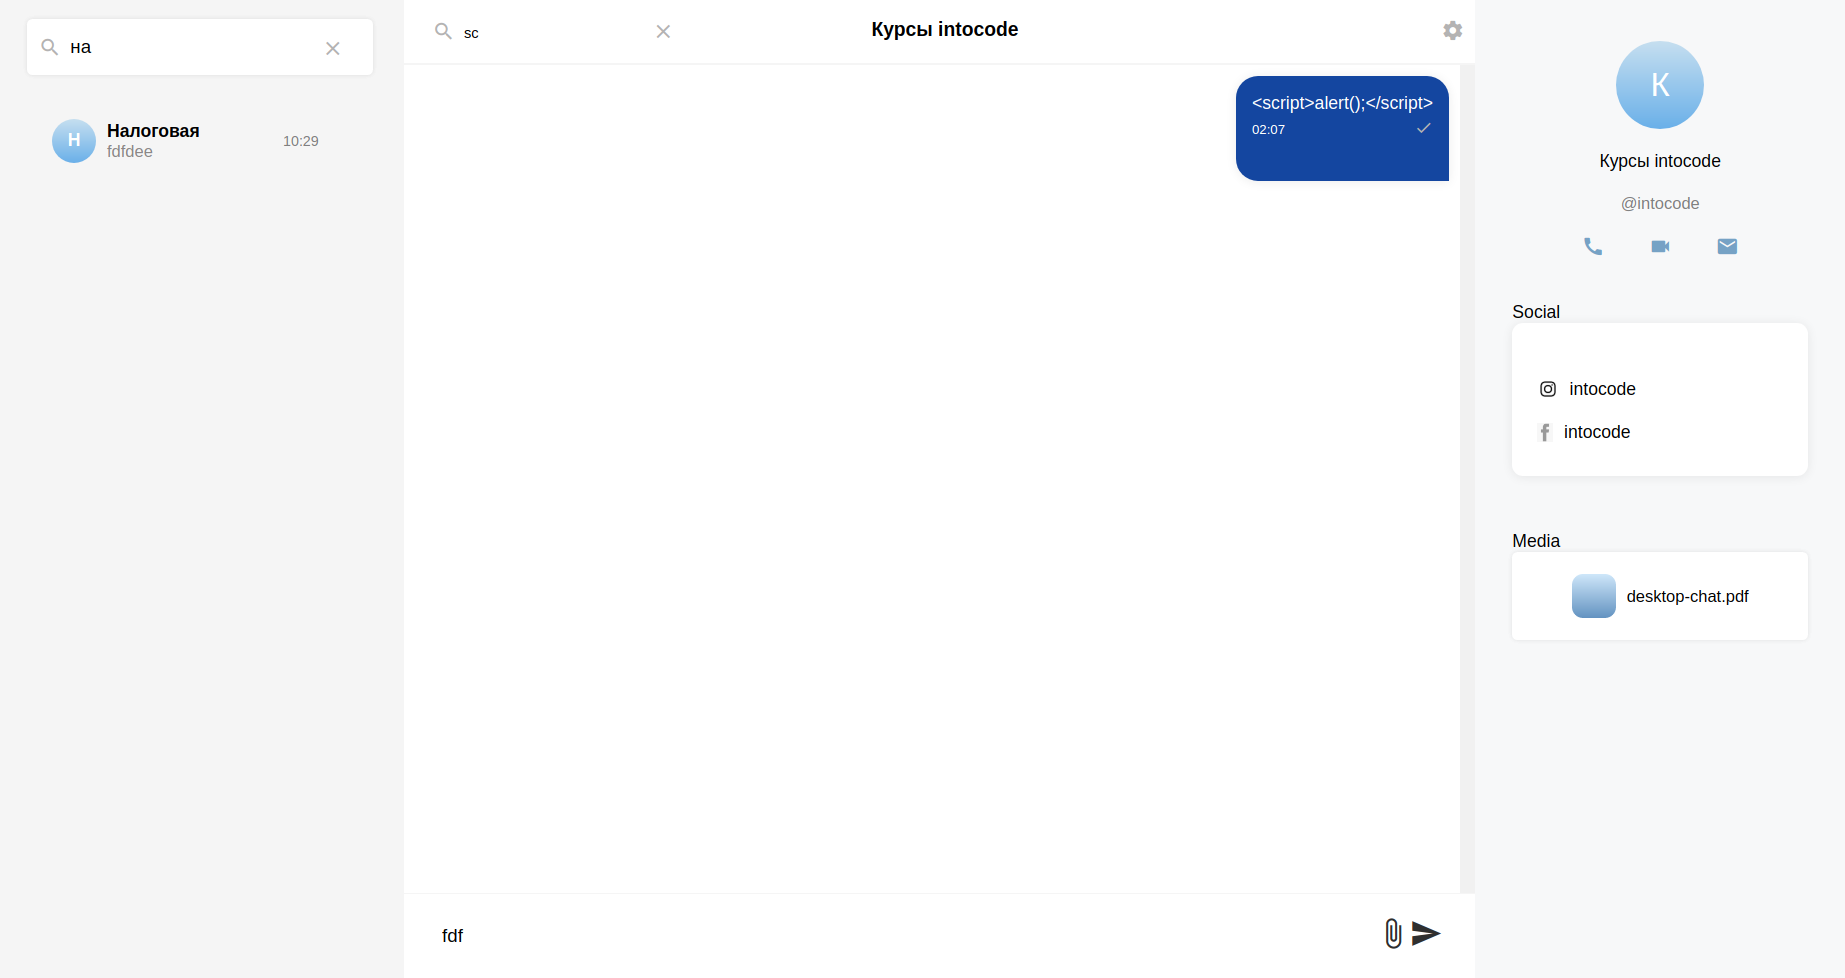 на
Н
Налоговая
fdfdee
10:29
sc
Курсы intocode
<script>alert();</script>
02:07
fdf
К
Курсы intocode
@intocode
Social
intocode
intocode
Media
desktop-chat.pdf